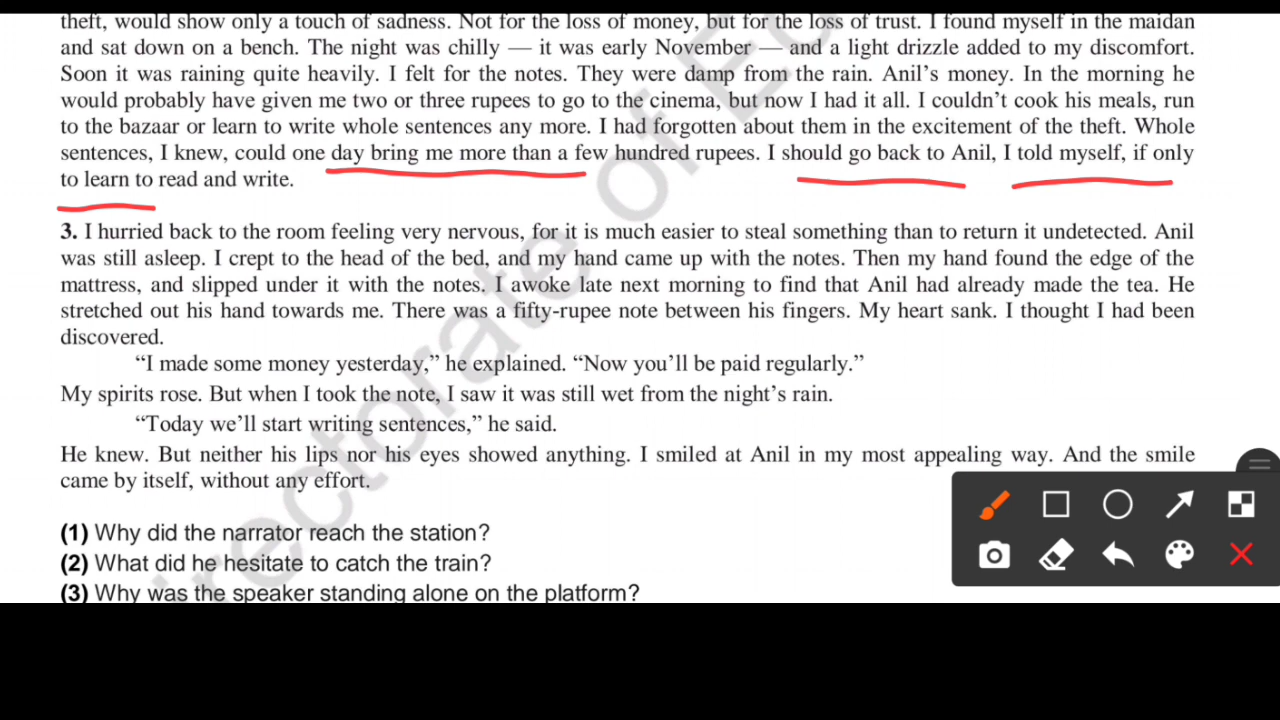 theft, would show only a touch of sadness. Not for the loss of money, but for the loss of trust. I found myself in the maidan
and sat down on a bench. The night was chilly — it was early November — and a light drizzle added to my discomfort.
Soon it was raining quite heavily. I felt for the notes. They were damp from the rain. Anil’s money. In the morning he
would probably have given me two or three rupees to go to the cinema, but now I had it all. I couldn’t cook his meals, run
to the bazaar or learn to write whole sentences any more. I had forgotten about them in the excitement of the theft. Whole
sentences, I knew, could one day bring me more than a few hundred rupees. I should go back to Anil, I told myself, if only
to learn to read and write.
3. I hurried back to the room feeling very nervous, for it is much easier to steal something than to return it undetected. Anil
was still asleep. I crept to the head of the bed, and my hand came up with the notes. Then my hand found the edge of the
mattress, and slipped under it with the notes. I awoke late next morning to find that Anil had already made the tea. He
stretched out his hand towards me. There was a fifty-rupee note between his fingers. My heart sank. I thought I had been
discovered.
“I made some money yesterday,” he explained. “Now you’ll be paid regularly.”
My spirits rose. But when I took the note, I saw it was still wet from the night’s rain.
“Today we’ll start writing sentences,” he said.
He knew. But neither his lips nor his eyes showed anything. I smiled at Anil in my most appealing way. And the smile
came by itself, without any effort.
(1) Why did the narrator reach the station?
(2) What did he hesitate to catch the train?
(3) Why was the speaker standing alone on the platform?
irectorate of E